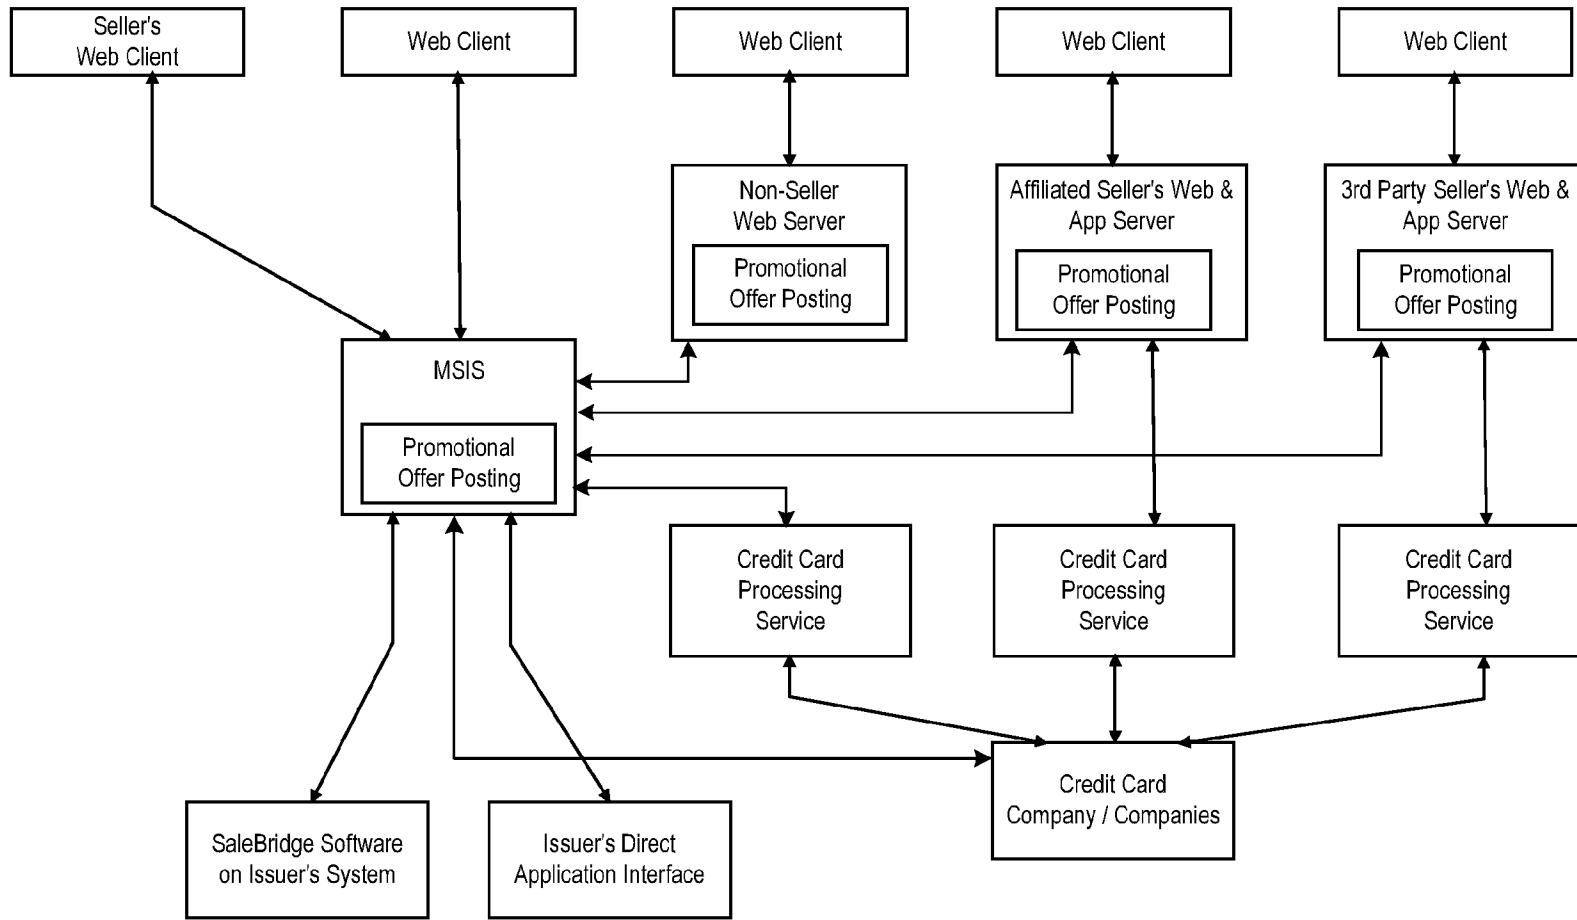 Seller's
Web Client
Web Client
Web Client
Web Client
Web Client
Non-Seller
Web Server
Promotional
Offer Posting
Affiliated Seller's Web &
App Server
Promotional
Offer Posting
3rd Party Seller's Web &
App Server
Promotional
Offer Posting
MSIS
Promotional
Offer Posting
Credit Card
Processing
Service
Credit Card
Processing
Service
Credit Card
Processing
Service
Credit Card
Company / Companies
SaleBridge Software
on Issuer's System
Issuer's Direct
Application Interface